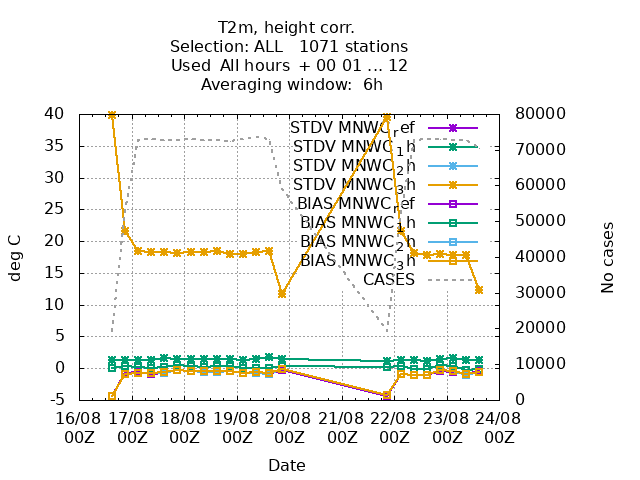 T2m, height corr.
Selection: ALL   1071 stations
Used  All hours  + 00 01 ... 12
Averaging window:  6h
deg C
40
35
30
25
20
15
10
5
0
-5
80000
70000
60000
50000
40000
30000
20000
10000
0
No cases
STDV MNWC_ref
STDV MNWC_1h
STDV MNWC_2h
STDV MNWC_3h
BIAS MNWC_ref
BIAS MNWC_1h
BIAS MNWC_2h
BIAS MNWC_3h
CASES
16/08 17/08 18/08 19/08 20/08 21/08 22/08 23/08 24/08
00Z 00Z 00Z 00Z 00Z 00Z 00Z 00Z 00Z
Date